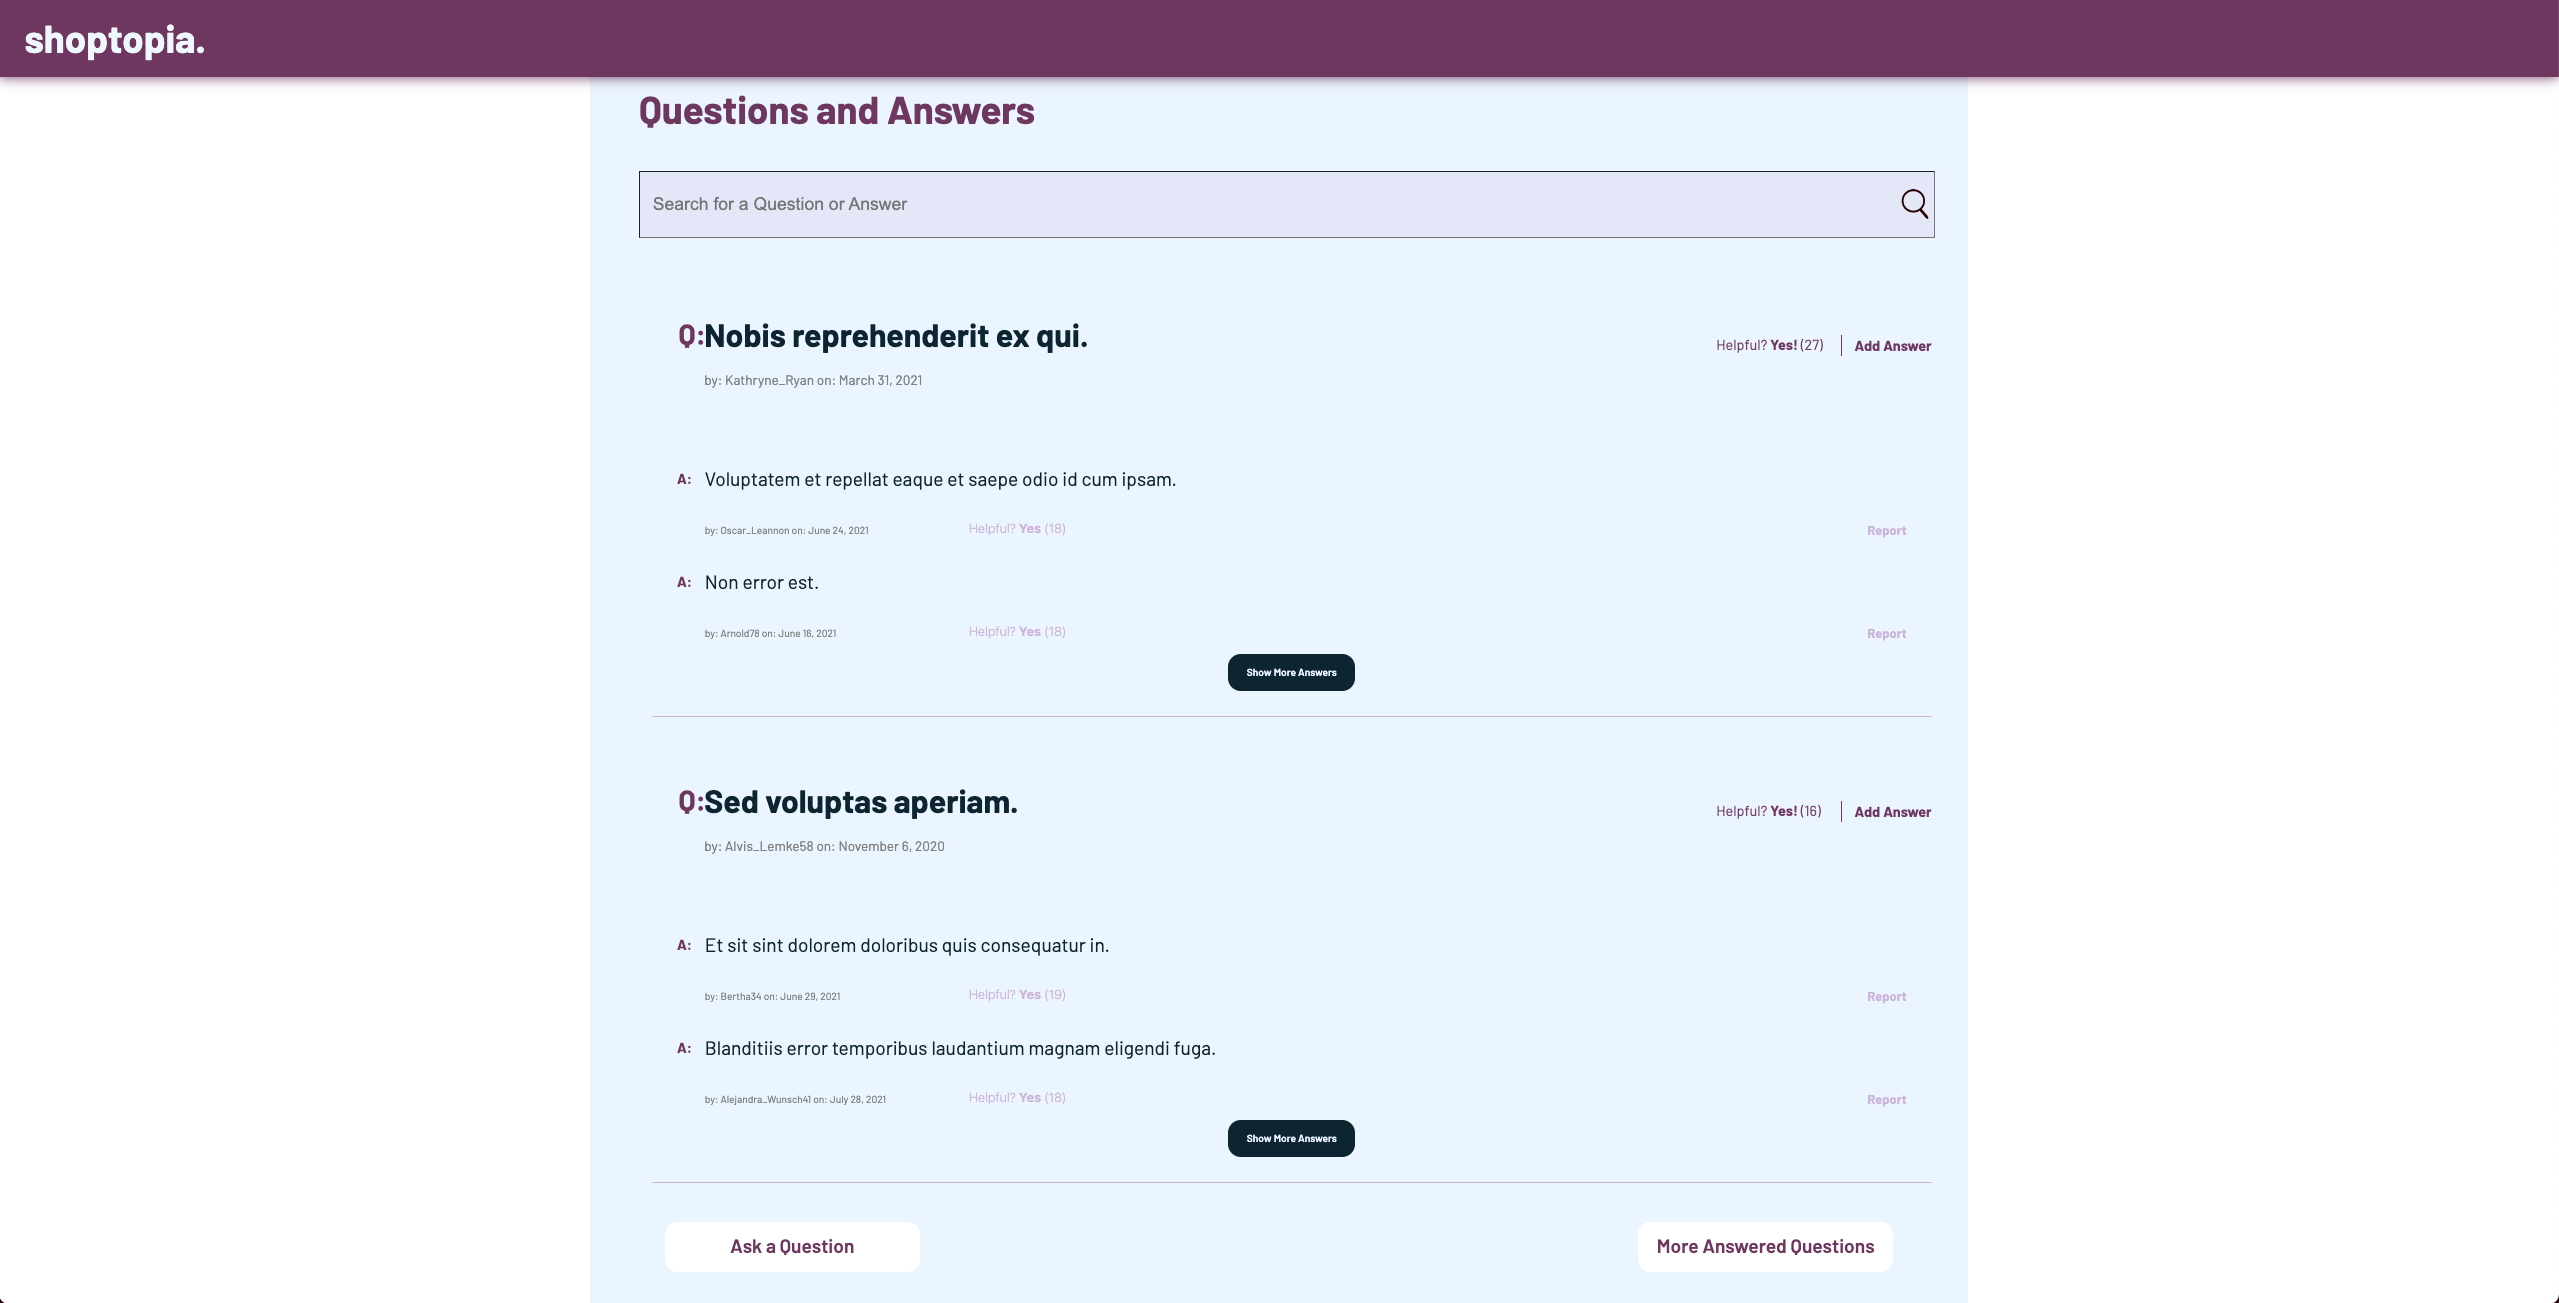 shoptopia.
Questions and Answers
Search for a Question or Answer
Q:Nobis reprehenderit ex qui.
Helpful? Yes! (27) Add Answer
by: Kathryne_Ryan on: March 31, 2021
A: Voluptatem et repellat eaque et saepe odio id cum ipsam.
by: Oscar_Leannon on: June 24, 2021 Helpful? Yes (18) Report
A: Non error est.
by: Arnold78 on: June 16, 2021 Helpful? Yes (18) Report
Show More Answers
Q:Sed voluptas aperiam.
Helpful? Yes! (16) Add Answer
by: Alvis_Lemke58 on: November 6, 2020
A: Et sit sint dolorem doloribus quis consequatur in.
by: Bertha34 on: June 29, 2021 Helpful? Yes (19) Report
A: Blanditiis error temporibus laudantium magnam eligendi fuga.
by: Alejandra_Wunsch41 on: July 28, 2021 Helpful? Yes (18) Report
Show More Answers
Ask a Question More Answered Questions